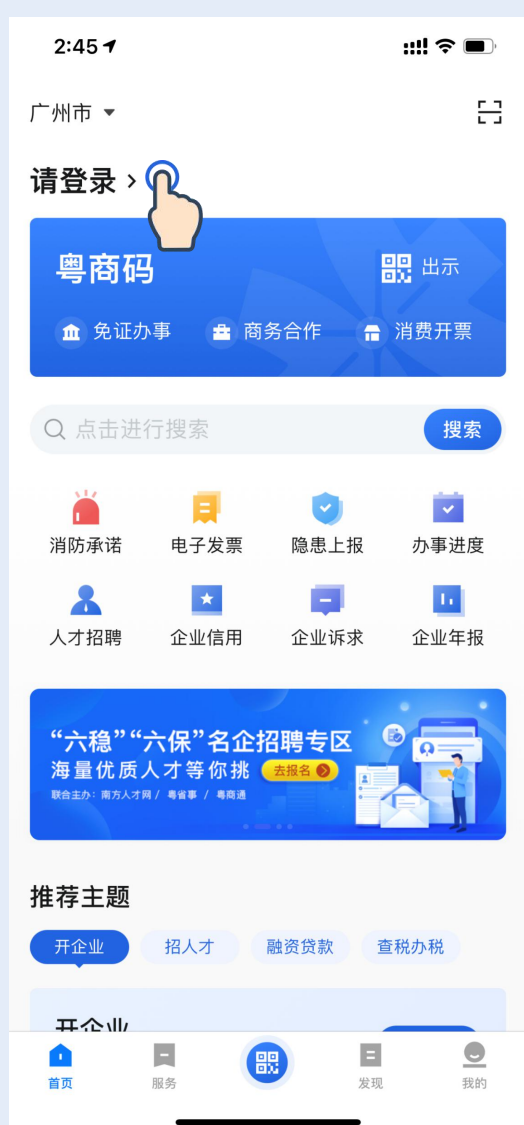 2:45
广州市
请登录 >
粤商码
出示
免证办事 商务合作 消费开票
点击进行搜索 搜索
消防承诺 电子发票 隐患上报 办事进度
人才招聘 企业信用 企业诉求 企业年报
“六稳”“六保”名企招聘专区
海量优质人才等你挑 去报名
联合主办：南方人才网 / 粤省事 / 粤商通
推荐主题
开企业 招人才 融资贷款 查税办税
开企业
首页 服务 发现 我的